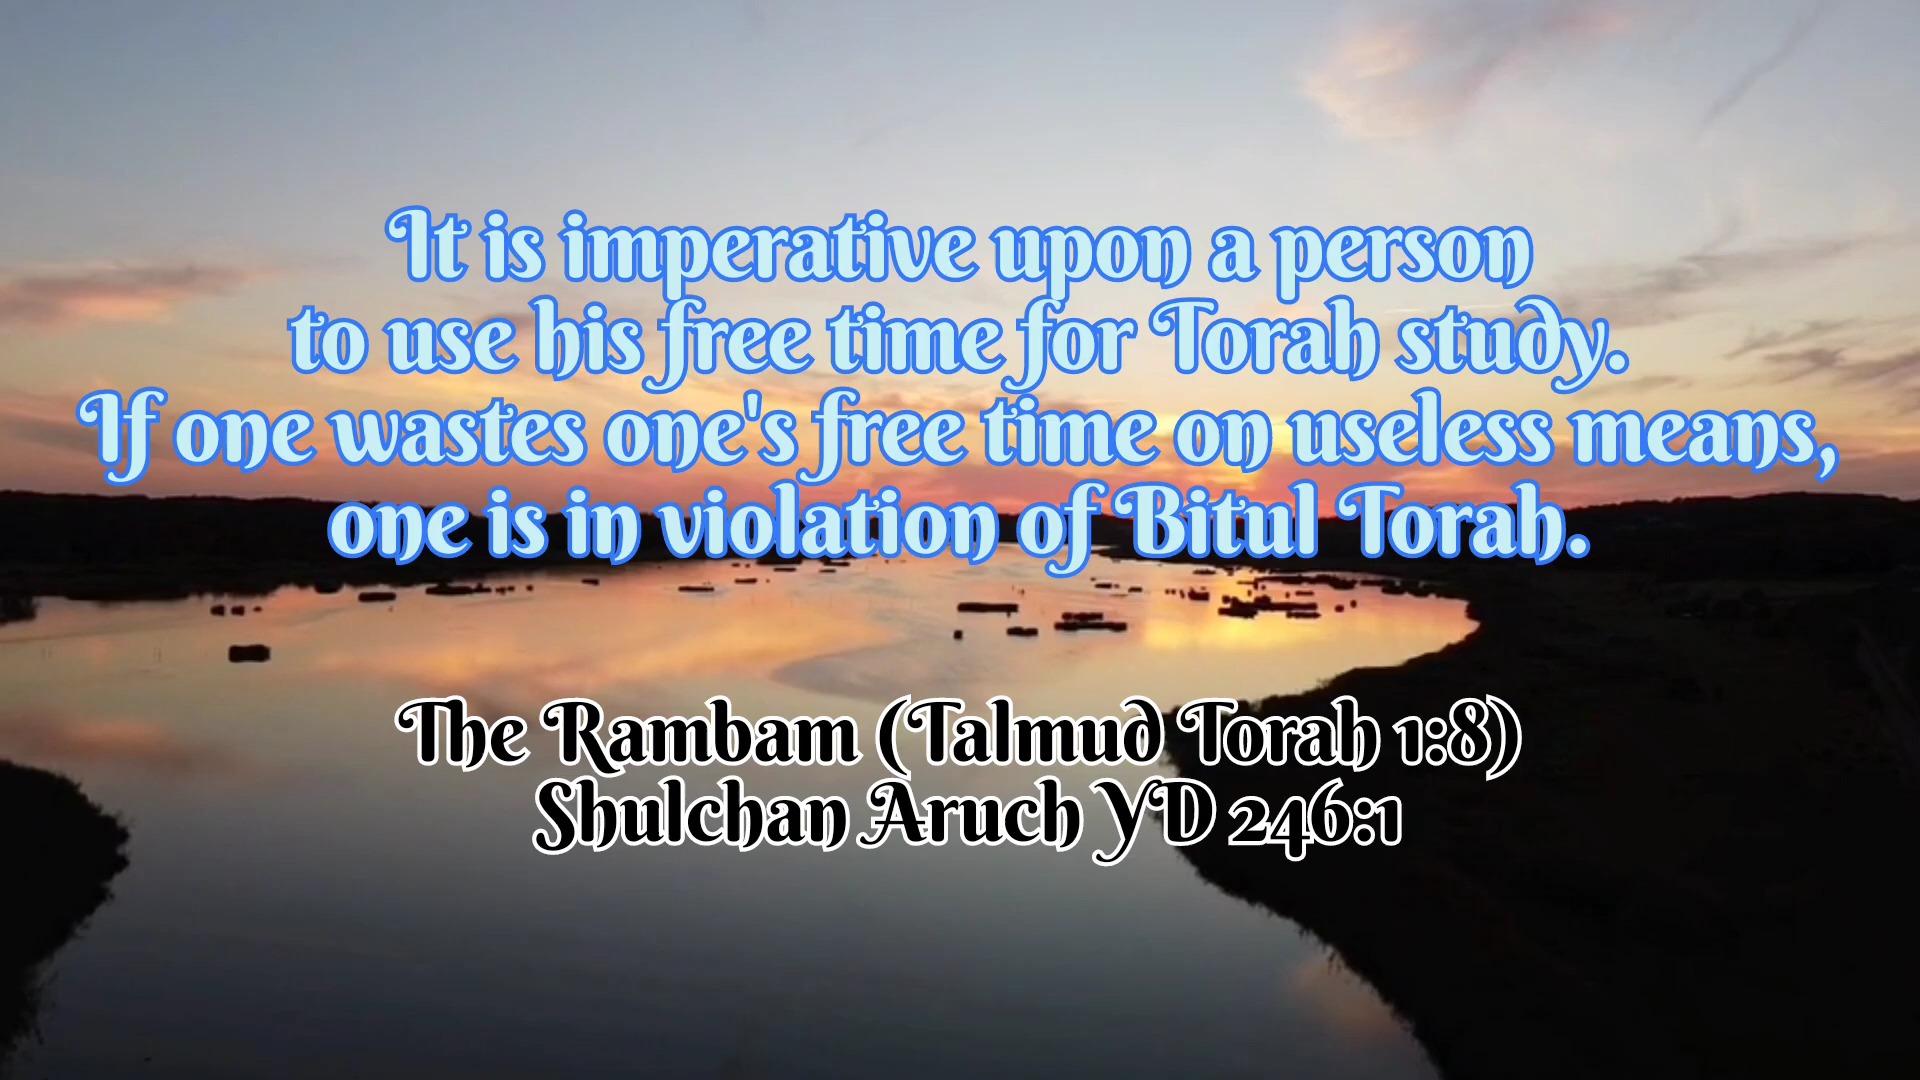 It is imperative upon a person
to use his free time for Torah study.
If one wastes one's free time on useless means,
one is in violation of Bitul Torah.
The Rambam (Talmud Torah 1:8)
Shulchan Aruch YD 246:1